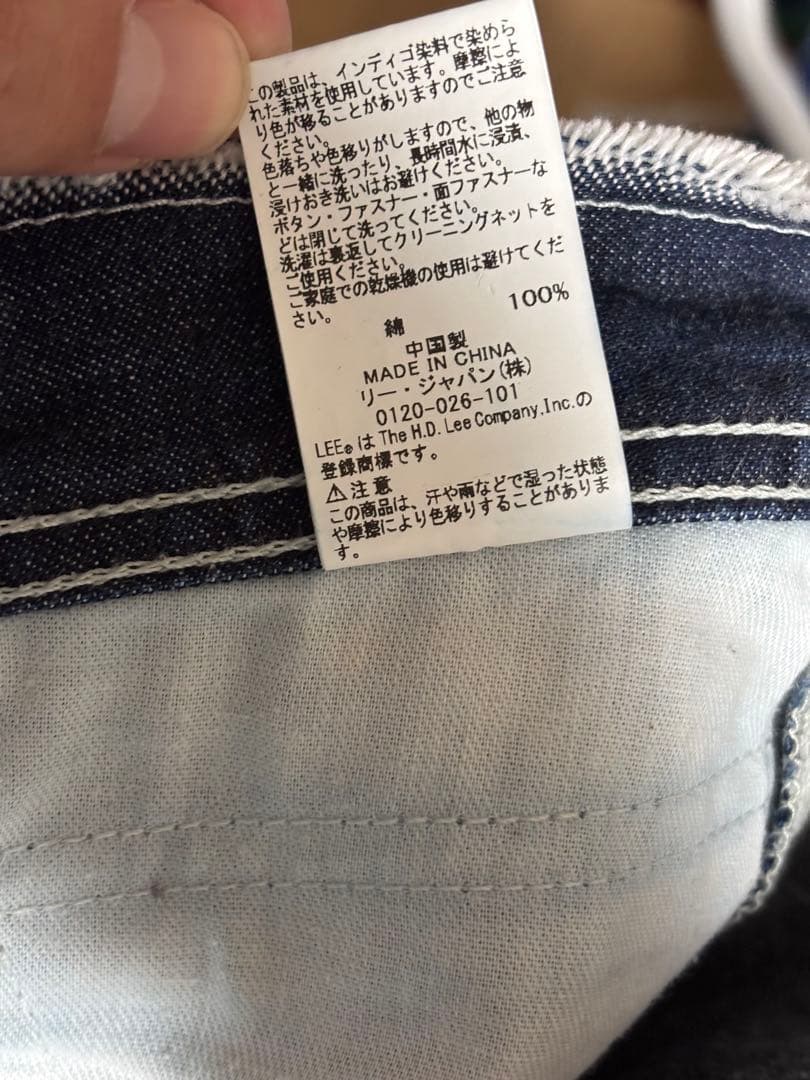 この製品は、インディゴ染料で染めら
れた素材を使用しています。摩擦によ
り色が移ることがありますのでご注意
ください。
色落ちや色移りがしますので、他の物
と一緒に洗ったり、長時間水に浸漬、
浸けおき洗いはお避けください。
ボタン・ファスナー・面ファスナーな
どは閉じて洗ってください。
洗濯は裏返してクリーニングネットを
ご使用ください。
ご家庭での乾燥機の使用は避けてくだ
さい。
綿 100%
中国製
MADE IN CHINA
リー・ジャパン(株)
0120-026-101
LEE®は The H.D. Lee Company, Inc.の
登録商標です。
⚠注意
この商品は、汗や雨などで湿った状態
や摩擦により色移りすることがありま
す。